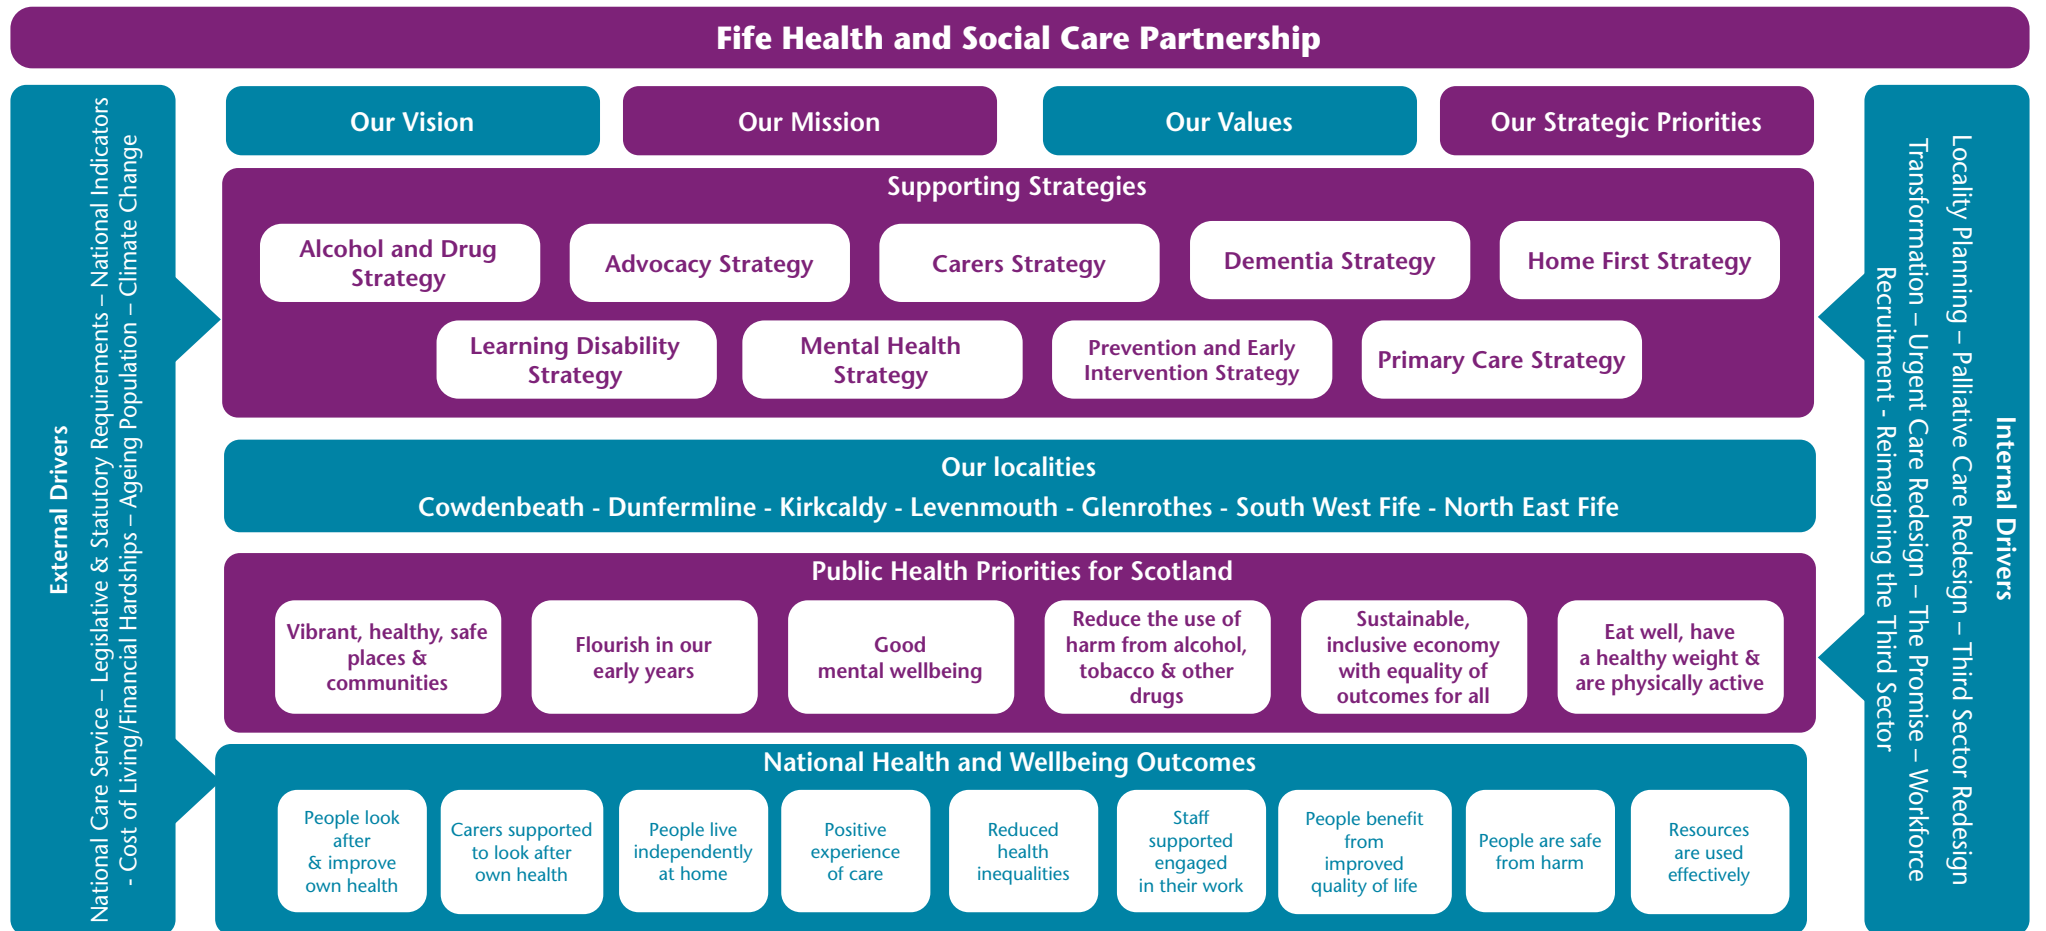 Fife Health and Social Care Partnership
External Drivers
National Care Service – Legislative & Statutory Requirements – National Indicators
- Cost of Living/Financial Hardships – Ageing Population – Climate Change
Our Vision
Our Mission
Our Values
Our Strategic Priorities
Supporting Strategies
Alcohol and Drug
Strategy
Advocacy Strategy
Carers Strategy
Dementia Strategy
Home First Strategy
Learning Disability
Strategy
Mental Health
Strategy
Prevention and Early
Intervention Strategy
Primary Care Strategy
Our localities
Cowdenbeath - Dunfermline - Kirkcaldy - Levenmouth - Glenrothes - South West Fife - North East Fife
Public Health Priorities for Scotland
Vibrant, healthy, safe
places &
communities
Flourish in our
early years
Good
mental wellbeing
Reduce the use of
harm from alcohol,
tobacco & other
drugs
Sustainable,
inclusive economy
with equality of
outcomes for all
Eat well, have
a healthy weight &
are physically active
National Health and Wellbeing Outcomes
People look
after
& improve
own health
Carers supported
to look after
own health
People live
independently
at home
Positive
experience
of care
Reduced
health
inequalities
Staff
supported
engaged
in their work
People benefit
from
improved
quality of life
People are safe
from harm
Resources
are used
effectively
Internal Drivers
Locality Planning – Palliative Care Redesign – Third Sector Redesign
Transformation – Urgent Care Redesign – The Promise – Workforce
Recruitment - Reimagining the Third Sector